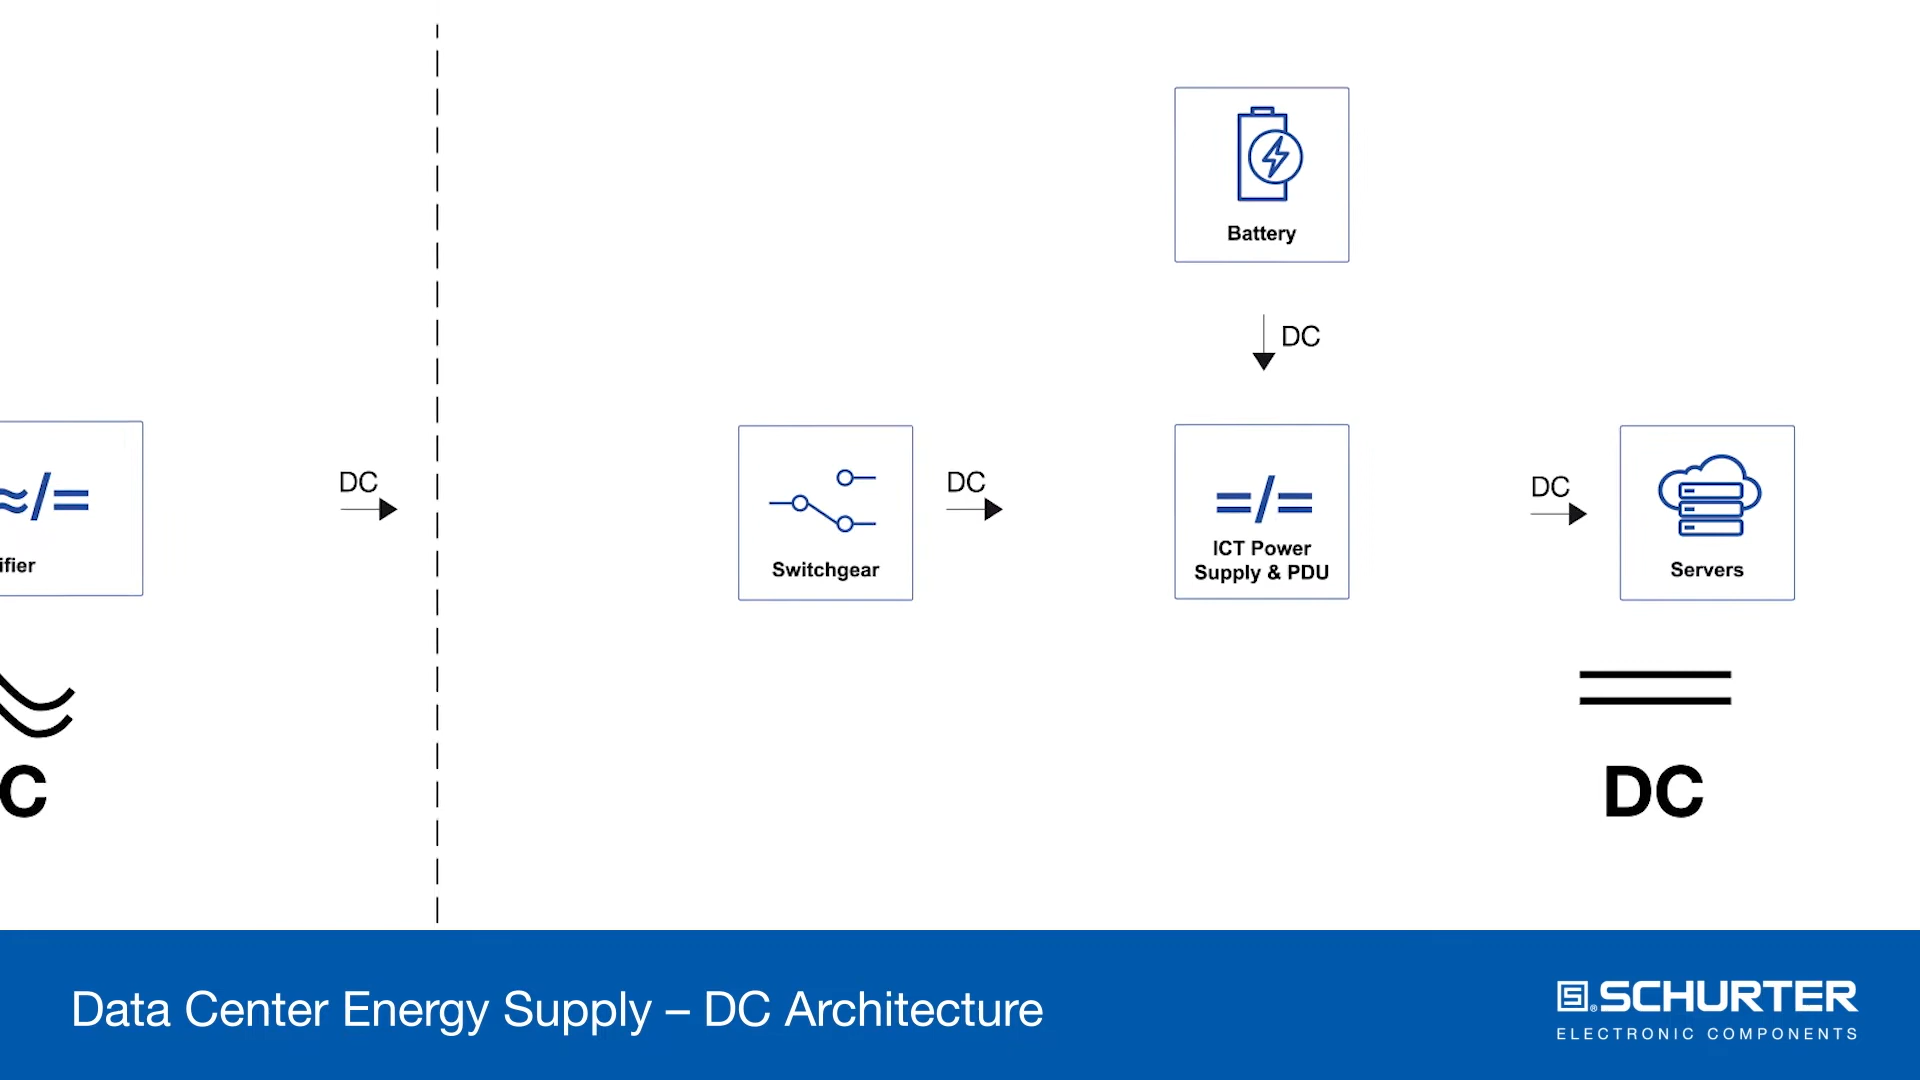 Battery
DC
DC
DC
DC
ifier
Switchgear
ICT Power
Supply & PDU
Servers
C
DC
Data Center Energy Supply – DC Architecture
SCHURTER
ELECTRONIC COMPONENTS